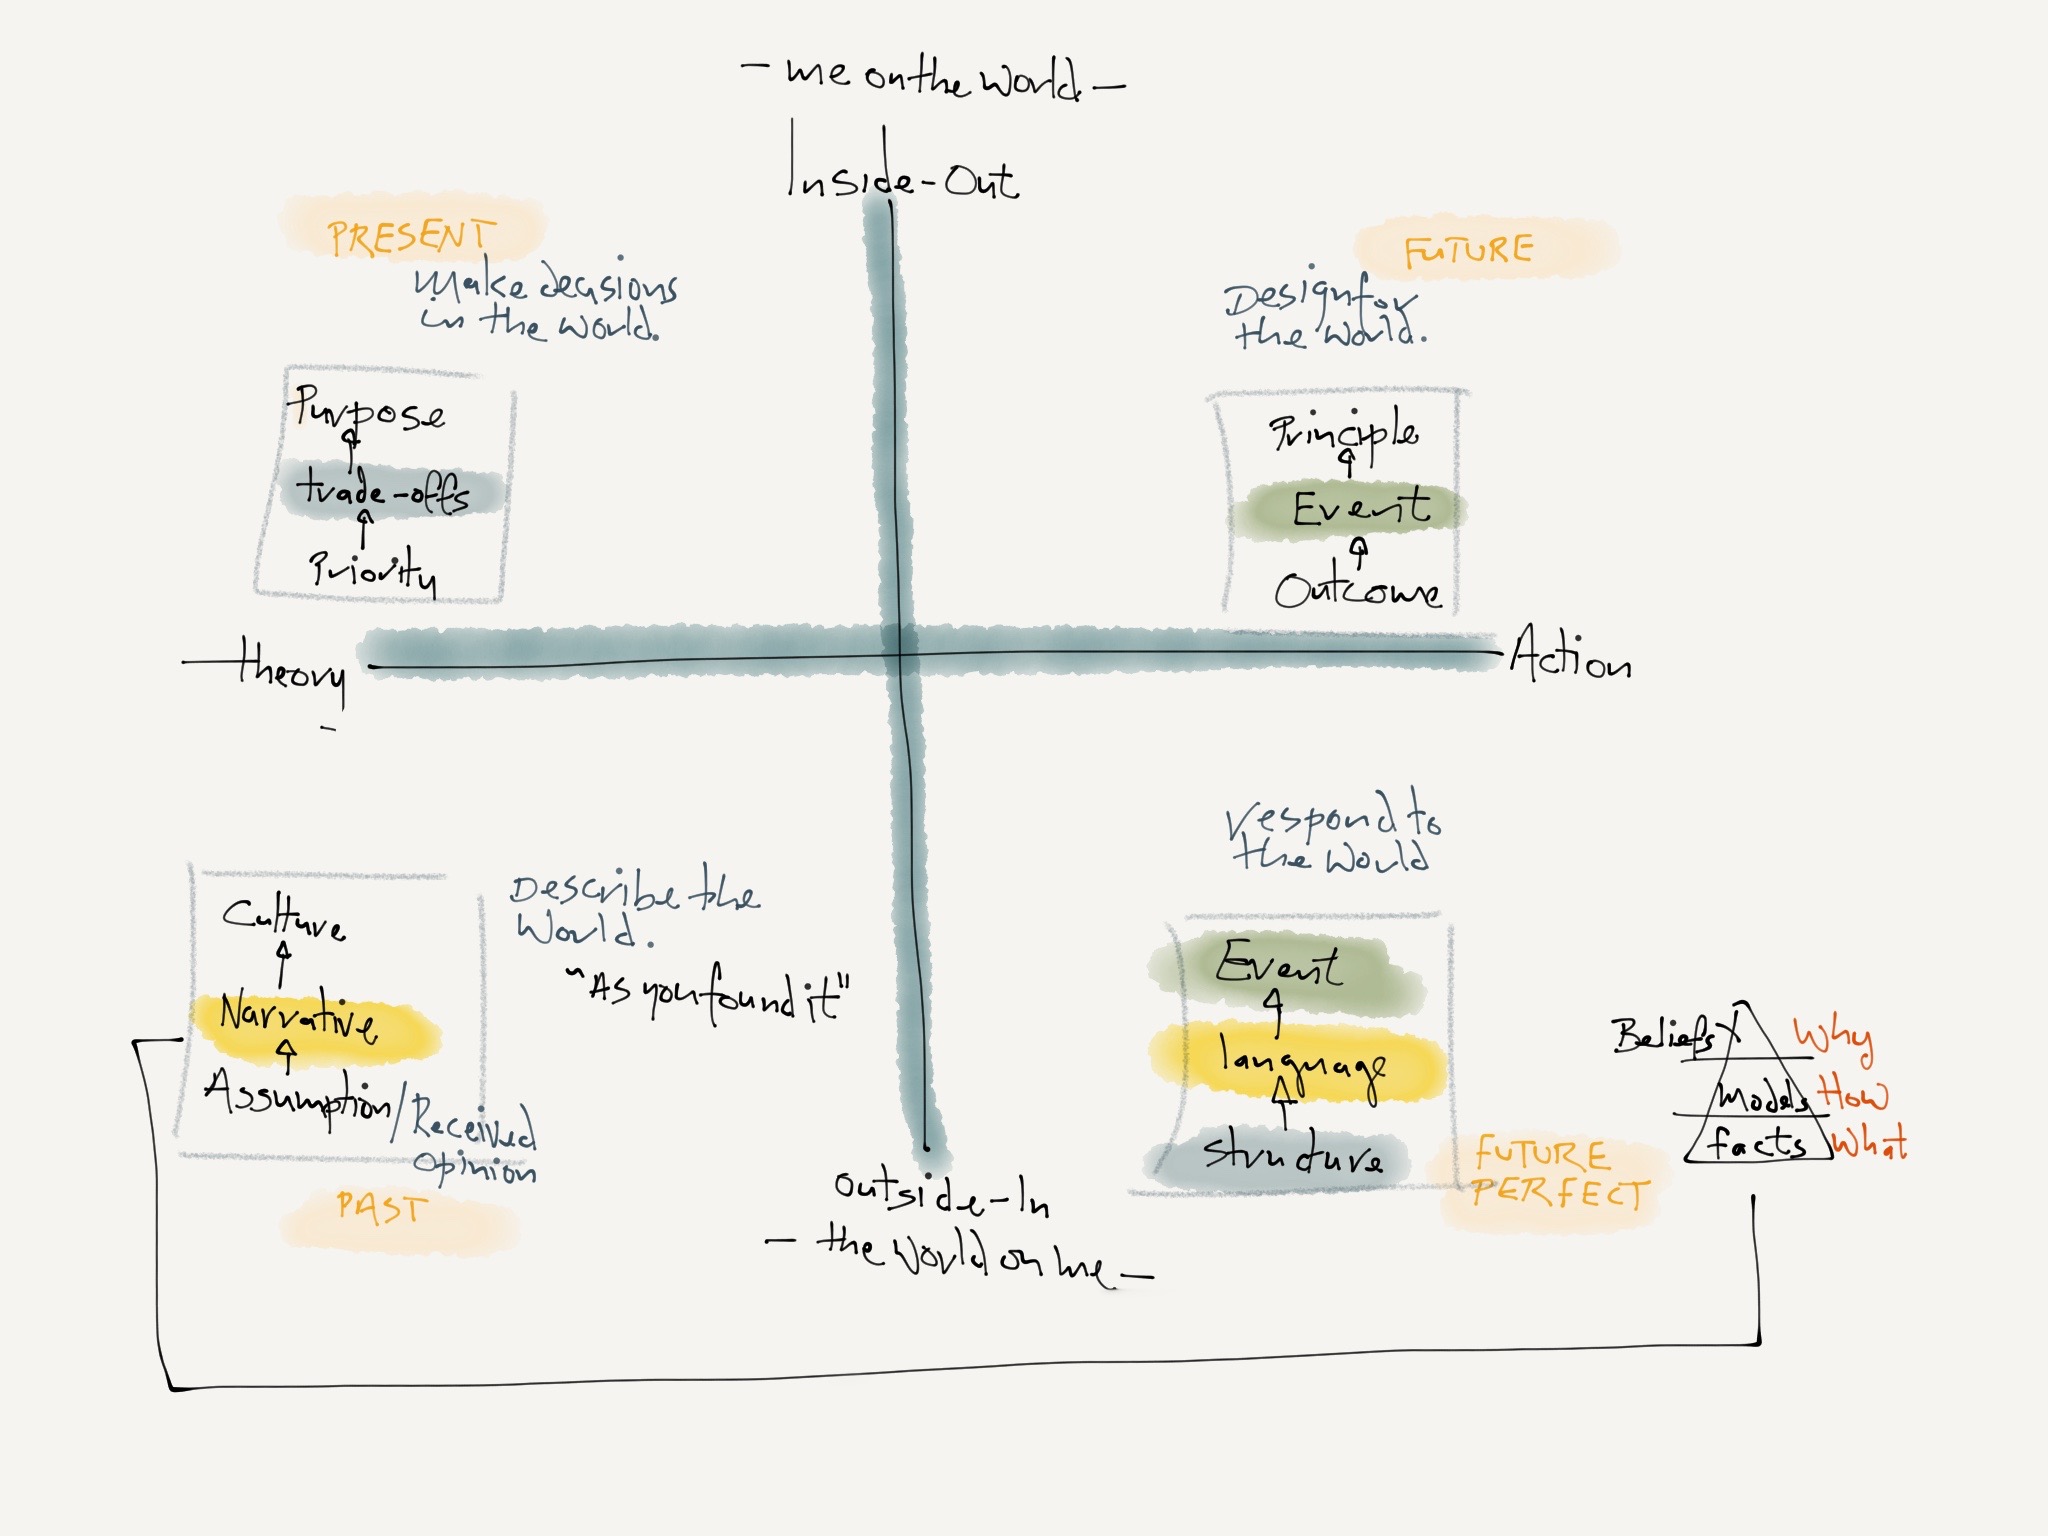 - me on the world -
Inside-Out
PRESENT
Make decisions
in the world.
FUTURE
Design for
the world.
Purpose
trade-offs
Priority
Principle
Event
Outcome
theory
Action
respond to
the world
Describe the
World.
"As you found it"
Culture
Narrative
Assumption/Received
opinion
PAST
Event
language
structure
FUTURE
PERFECT
Beliefs Why
Models How
facts What
outside-In
- the world on me -